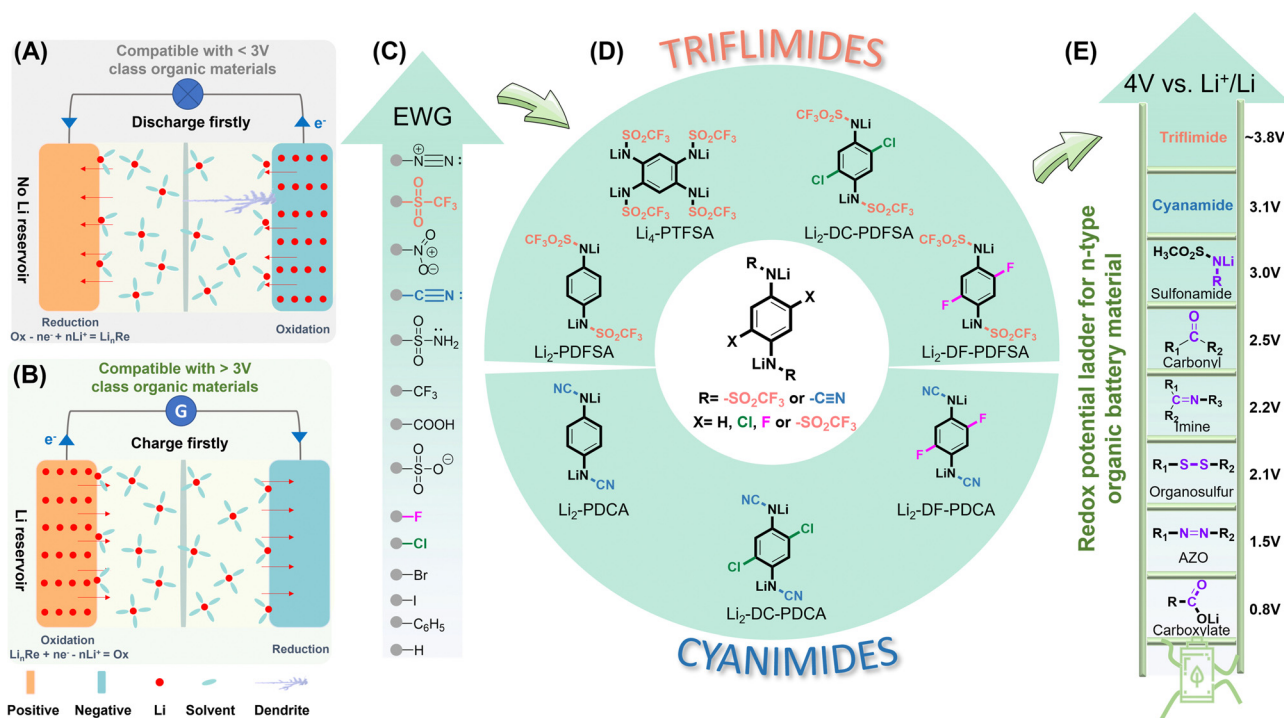 (A)
Compatible with < 3V
class organic materials
Discharge firstly
e⁻
No Li reservoir
Reduction
Ox - ne⁻ + nLi⁺ = LiₙRe
Oxidation
(B)
Compatible with > 3V
class organic materials
G
e⁻
Charge firstly
Li reservoir
Oxidation
LiₙRe + ne⁻ - nLi⁺ = Ox
Reduction
Positive
Negative
Li
Solvent
Dendrite
(C)
EWG
N⁺≡N:
O=S=O CF₃
N⁺ O O⁻
C≡N:
O=S=O NH₂
CF₃
COOH
O=S=O O⁻
F
Cl
Br
I
C₆H₅
H
(D)
TRIFLIMIDES
SO₂CF₃ SO₂CF₃
LiN NLi
LiN NLi
SO₂CF₃ SO₂CF₃
Li₄-PTFSA
CF₃O₂S NLi
Cl
Cl
LiN SO₂CF₃
Li₂-DC-PDFSA
CF₃O₂S NLi
LiN SO₂CF₃
Li₂-PDFSA
CF₃O₂S NLi
F
F
LiN SO₂CF₃
Li₂-DF-PDFSA
R NLi
X
X
LiN R
R= -SO₂CF₃ or -C≡N
X= H, Cl, F or -SO₂CF₃
NC NLi
LiN CN
Li₂-PDCA
NC NLi
F
F
LiN CN
Li₂-DF-PDCA
NC NLi
Cl
Cl
LiN CN
Li₂-DC-PDCA
CYANIMIDES
(E)
4V vs. Li⁺/Li
Redox potential ladder for n-type
organic battery material
Triflimide
~3.8V
Cyanamide
3.1V
H₃CO₂S NLi
R
Sulfonamide
3.0V
O
R₁ C R₂
Carbonyl
2.5V
R₁
C=N-R₃
R₂
Imine
2.2V
R₁-S-S-R₂
Organosulfur
2.1V
R₁-N=N-R₂
AZO
1.5V
R-C O
OLi
Carboxylate
0.8V